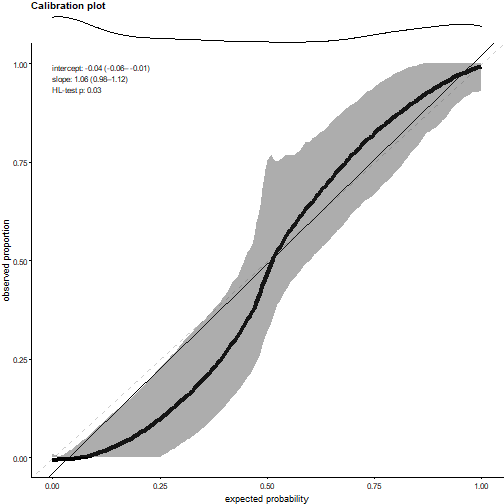 Calibration plot
intercept: -0.04 (-0.06– -0.01)
slope: 1.06 (0.98–1.12)
HL-test p: 0.03
1.00
0.75
0.50
0.25
0.00
observed proportion
0.00 0.25 0.50 0.75 1.00
expected probability